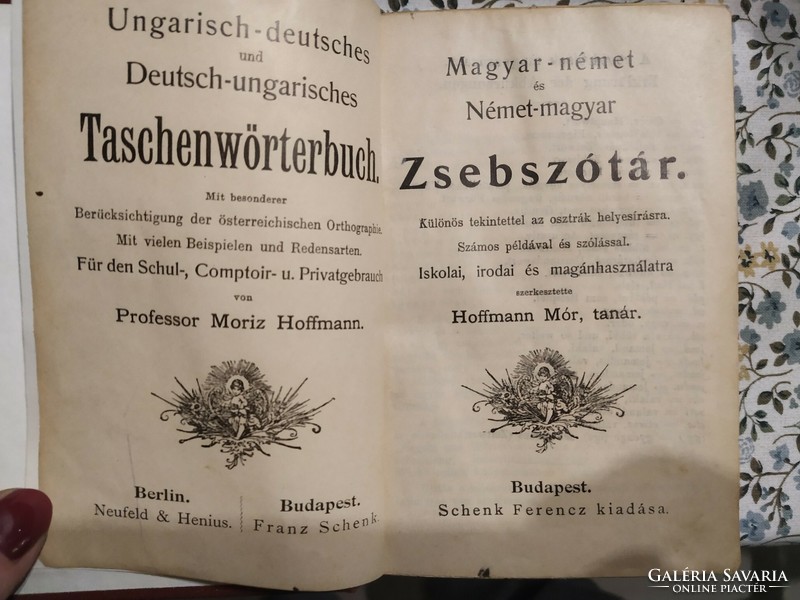 Ungarisch-deutsches
und
Deutsch-ungarisches
Taschenwörterbuch.
Mit besonderer
Berücksichtigung der österreichischen Orthographie.
Mit vielen Beispielen und Redensarten.
Für den Schul-, Comptoir- u. Privatgebrauch
von
Professor Moriz Hoffmann.
Berlin.
Neufeld & Henius.
Budapest.
Franz Schenk.
Magyar-német
és
Német-magyar
Zsebszótár.
Különös tekintettel az osztrák helyesírásra.
Számos példával és szólással.
Iskolai, irodai és magánhasználatra
szerkesztette
Hoffmann Mór, tanár.
Budapest.
Schenk Ferencz kiadása.
GALÉRIA SAVARIA
ONLINE PIACTÉR